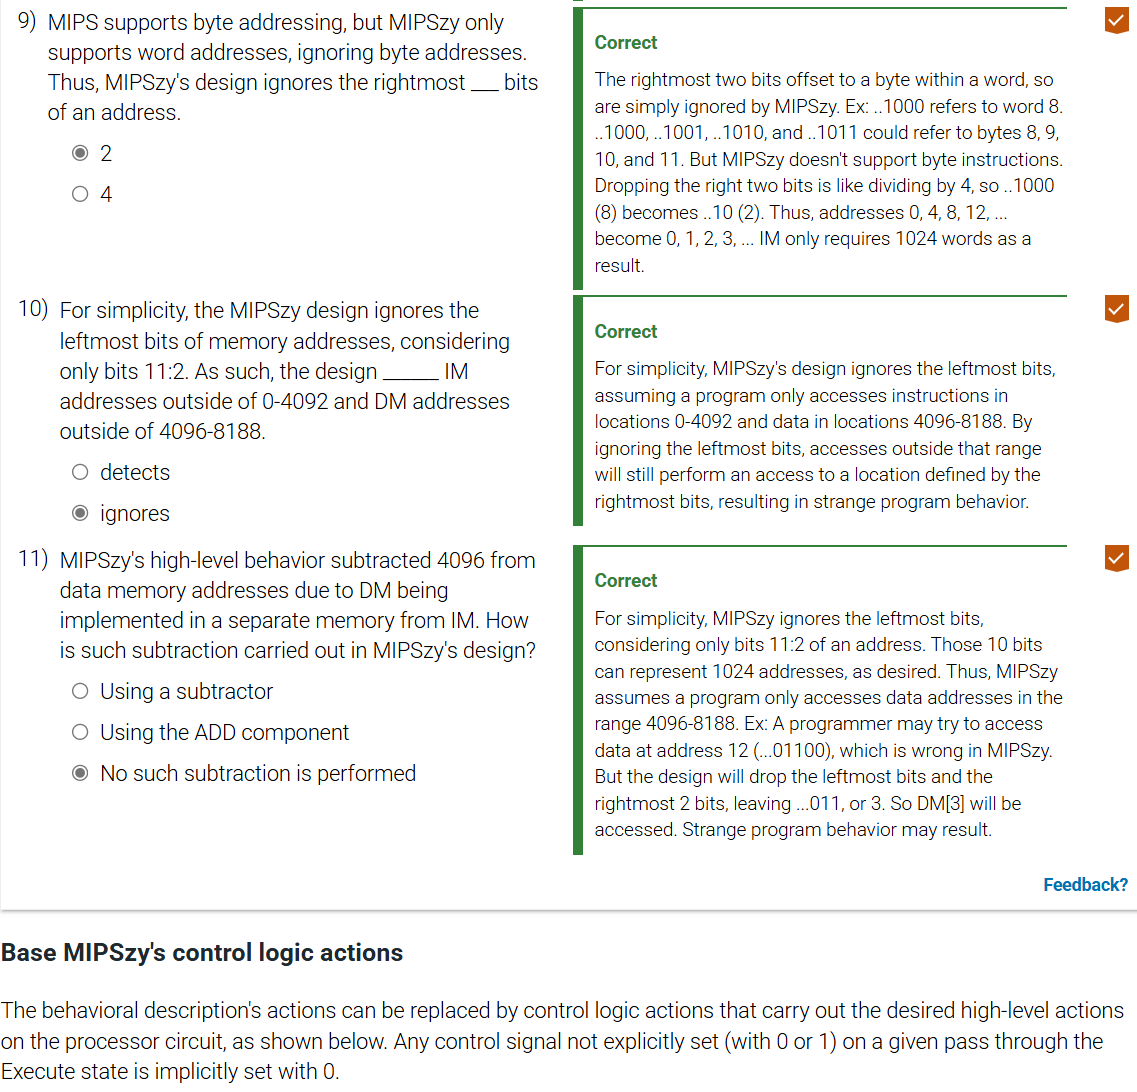 9) MIPS supports byte addressing, but MIPSzy only
supports word addresses, ignoring byte addresses.
Thus, MIPSzy's design ignores the rightmost ___ bits
of an address.
2
4
Correct
The rightmost two bits offset to a byte within a word, so
are simply ignored by MIPSzy. Ex: ..1000 refers to word 8.
..1000, ..1001, ..1010, and ..1011 could refer to bytes 8, 9,
10, and 11. But MIPSzy doesn't support byte instructions.
Dropping the right two bits is like dividing by 4, so ..1000
(8) becomes ..10 (2). Thus, addresses 0, 4, 8, 12, ...
become 0, 1, 2, 3, ... IM only requires 1024 words as a
result.
10) For simplicity, the MIPSzy design ignores the
leftmost bits of memory addresses, considering
only bits 11:2. As such, the design _____ IM
addresses outside of 0-4092 and DM addresses
outside of 4096-8188.
detects
ignores
Correct
For simplicity, MIPSzy's design ignores the leftmost bits,
assuming a program only accesses instructions in
locations 0-4092 and data in locations 4096-8188. By
ignoring the leftmost bits, accesses outside that range
will still perform an access to a location defined by the
rightmost bits, resulting in strange program behavior.
11) MIPSzy's high-level behavior subtracted 4096 from
data memory addresses due to DM being
implemented in a separate memory from IM. How
is such subtraction carried out in MIPSzy's design?
Using a subtractor
Using the ADD component
No such subtraction is performed
Correct
For simplicity, MIPSzy ignores the leftmost bits,
considering only bits 11:2 of an address. Those 10 bits
can represent 1024 addresses, as desired. Thus, MIPSzy
assumes a program only accesses data addresses in the
range 4096-8188. Ex: A programmer may try to access
data at address 12 (...01100), which is wrong in MIPSzy.
But the design will drop the leftmost bits and the
rightmost 2 bits, leaving ...011, or 3. So DM[3] will be
accessed. Strange program behavior may result.
Feedback?
Base MIPSzy's control logic actions
The behavioral description's actions can be replaced by control logic actions that carry out the desired high-level actions
on the processor circuit, as shown below. Any control signal not explicitly set (with 0 or 1) on a given pass through the
Execute state is implicitly set with 0.